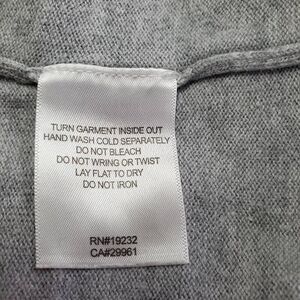 TURN GARMENT INSIDE OUT
HAND WASH COLD SEPARATELY
DO NOT BLEACH
DO NOT WRING OR TWIST
LAY FLAT TO DRY
DO NOT IRON
RN#19232
CA#29961